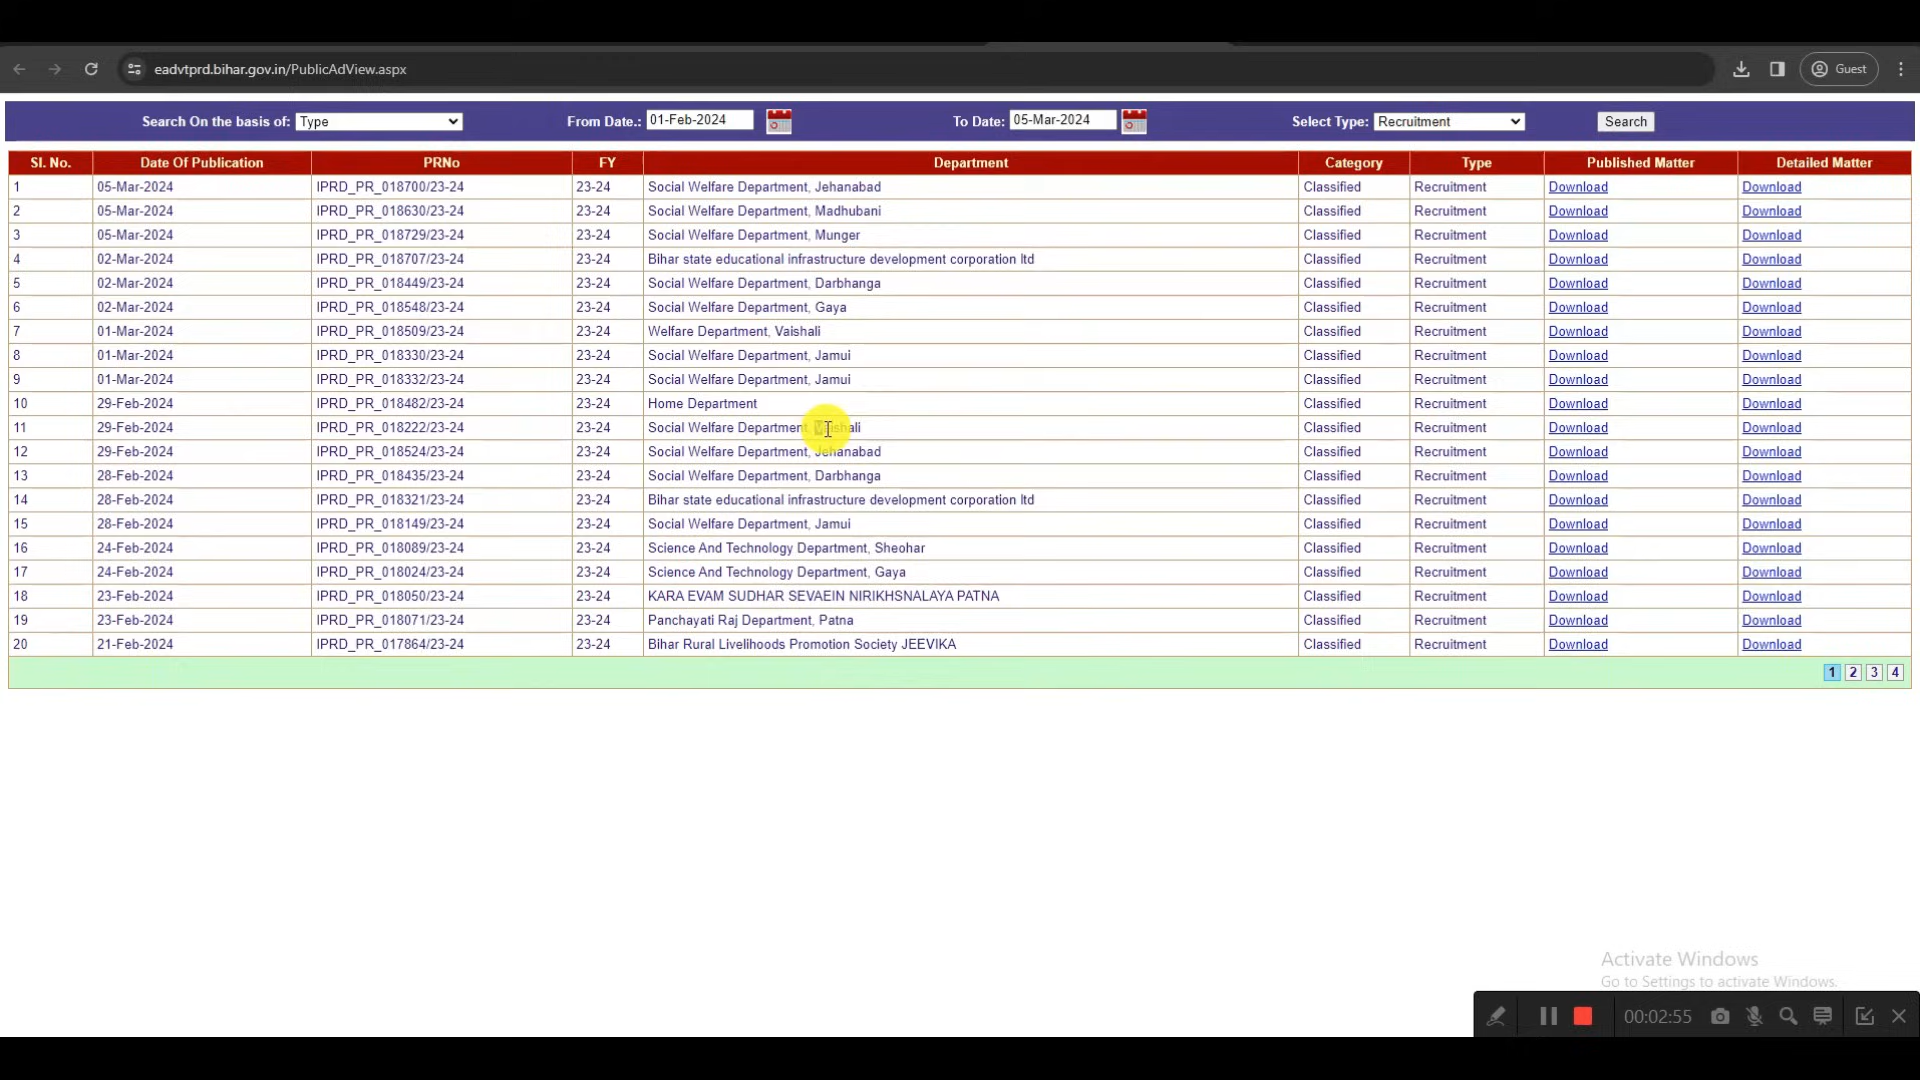 eadvtprd.bihar.gov.in/PublicAdView.aspx Guest
Search On the basis of: Type From Date.: 01-Feb-2024 To Date: 05-Mar-2024 Select Type: Recruitment Search
Sl. No. Date Of Publication PRNo FY Department Category Type Published Matter Detailed Matter
1 05-Mar-2024 IPRD_PR_018700/23-24 23-24 Social Welfare Department, Jehanabad Classified Recruitment Download Download
2 05-Mar-2024 IPRD_PR_018630/23-24 23-24 Social Welfare Department, Madhubani Classified Recruitment Download Download
3 05-Mar-2024 IPRD_PR_018729/23-24 23-24 Social Welfare Department, Munger Classified Recruitment Download Download
4 02-Mar-2024 IPRD_PR_018707/23-24 23-24 Bihar state educational infrastructure development corporation ltd Classified Recruitment Download Download
5 02-Mar-2024 IPRD_PR_018449/23-24 23-24 Social Welfare Department, Darbhanga Classified Recruitment Download Download
6 02-Mar-2024 IPRD_PR_018548/23-24 23-24 Social Welfare Department, Gaya Classified Recruitment Download Download
7 01-Mar-2024 IPRD_PR_018509/23-24 23-24 Welfare Department, Vaishali Classified Recruitment Download Download
8 01-Mar-2024 IPRD_PR_018330/23-24 23-24 Social Welfare Department, Jamui Classified Recruitment Download Download
9 01-Mar-2024 IPRD_PR_018332/23-24 23-24 Social Welfare Department, Jamui Classified Recruitment Download Download
10 29-Feb-2024 IPRD_PR_018482/23-24 23-24 Home Department Classified Recruitment Download Download
11 29-Feb-2024 IPRD_PR_018222/23-24 23-24 Social Welfare Department, Vaishali Classified Recruitment Download Download
12 29-Feb-2024 IPRD_PR_018524/23-24 23-24 Social Welfare Department, Jehanabad Classified Recruitment Download Download
13 28-Feb-2024 IPRD_PR_018435/23-24 23-24 Social Welfare Department, Darbhanga Classified Recruitment Download Download
14 28-Feb-2024 IPRD_PR_018321/23-24 23-24 Bihar state educational infrastructure development corporation ltd Classified Recruitment Download Download
15 28-Feb-2024 IPRD_PR_018149/23-24 23-24 Social Welfare Department, Jamui Classified Recruitment Download Download
16 24-Feb-2024 IPRD_PR_018089/23-24 23-24 Science And Technology Department, Sheohar Classified Recruitment Download Download
17 24-Feb-2024 IPRD_PR_018024/23-24 23-24 Science And Technology Department, Gaya Classified Recruitment Download Download
18 23-Feb-2024 IPRD_PR_018050/23-24 23-24 KARA EVAM SUDHAR SEVAEIN NIRIKHSNALAYA PATNA Classified Recruitment Download Download
19 23-Feb-2024 IPRD_PR_018071/23-24 23-24 Panchayati Raj Department, Patna Classified Recruitment Download Download
20 21-Feb-2024 IPRD_PR_017864/23-24 23-24 Bihar Rural Livelihoods Promotion Society JEEVIKA Classified Recruitment Download Download
1 2 3 4
Activate Windows
Go to Settings to activate Windows.
00:02:55